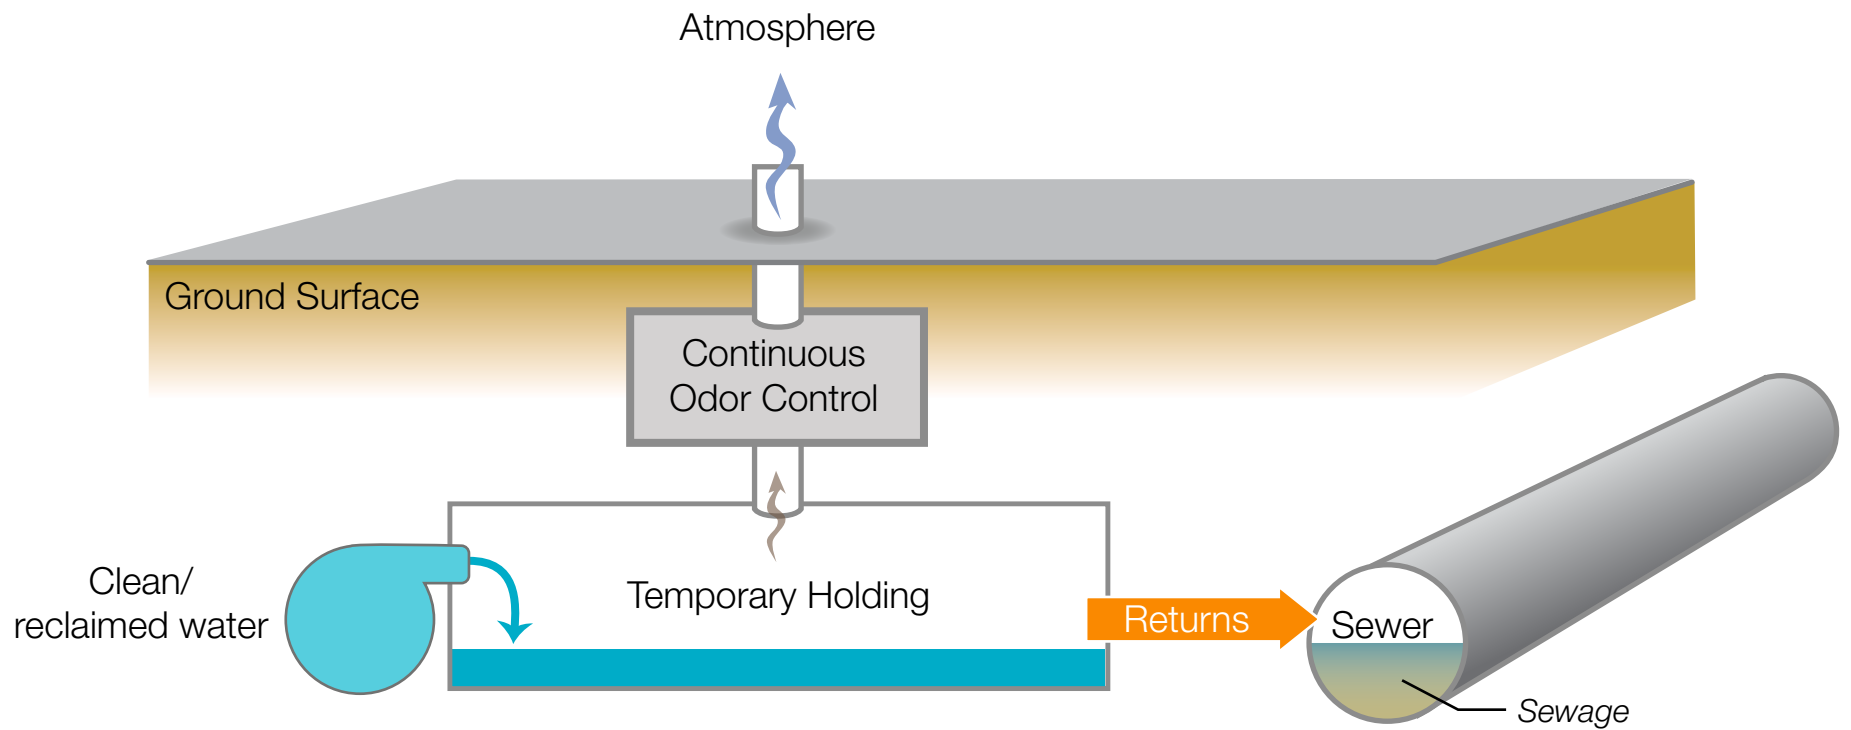 Atmosphere
Ground Surface
Continuous
Odor Control
Clean/
reclaimed water
Temporary Holding
Returns
Sewer
Sewage